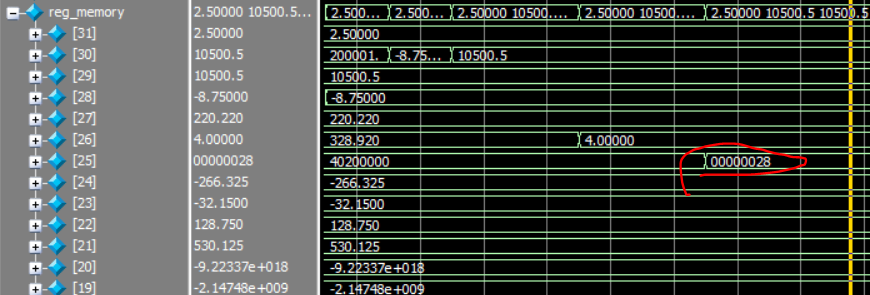 reg_memory 2.50000 10500.5... 2.500... 2.500... 2.50000 10500.... 2.50000 10500.... 2.50000 10500.5 10500.5
[31] 2.50000 2.50000
[30] 10500.5 200001. -8.75... 10500.5
[29] 10500.5 10500.5
[28] -8.75000 -8.75000
[27] 220.220 220.220
[26] 4.00000 328.920 4.00000
[25] 00000028 40200000 00000028
[24] -266.325 -266.325
[23] -32.1500 -32.1500
[22] 128.750 128.750
[21] 530.125 530.125
[20] -9.22337e+018 -9.22337e+018
[19] -2.14748e+009 -2.14748e+009